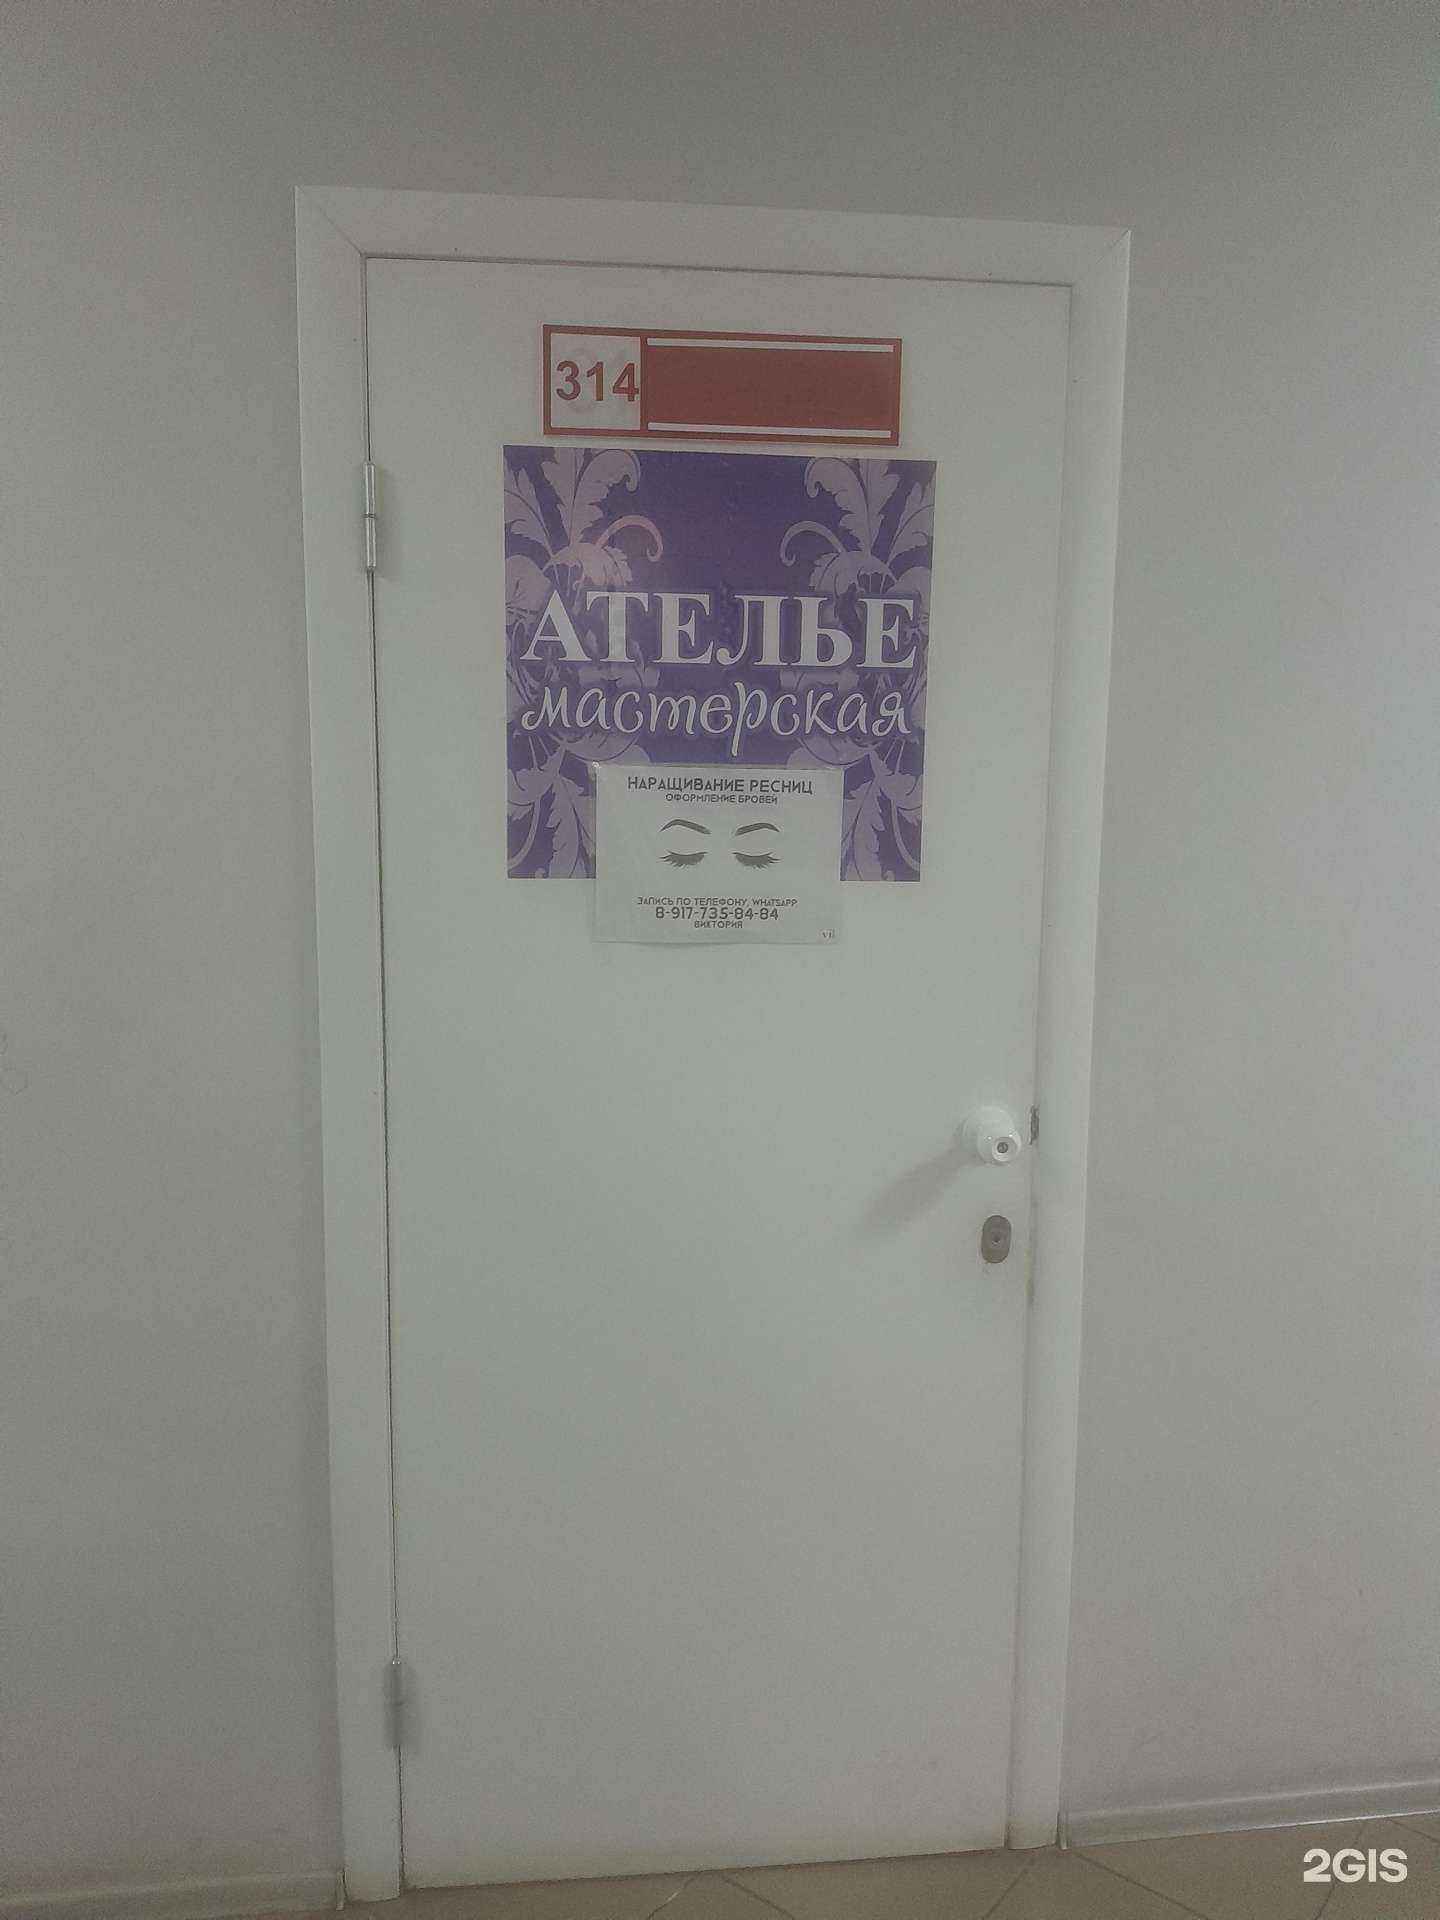 314
АТЕЛЬЕ
мастерская
НАРАЩИВАНИЕ РЕСНИЦ
ОФОРМЛЕНИЕ БРОВЕЙ
ЗАПИСЬ ПО ТЕЛЕФОНУ, WHATSAPP
8-917-735-84-84
ВИКТОРИЯ
2GIS